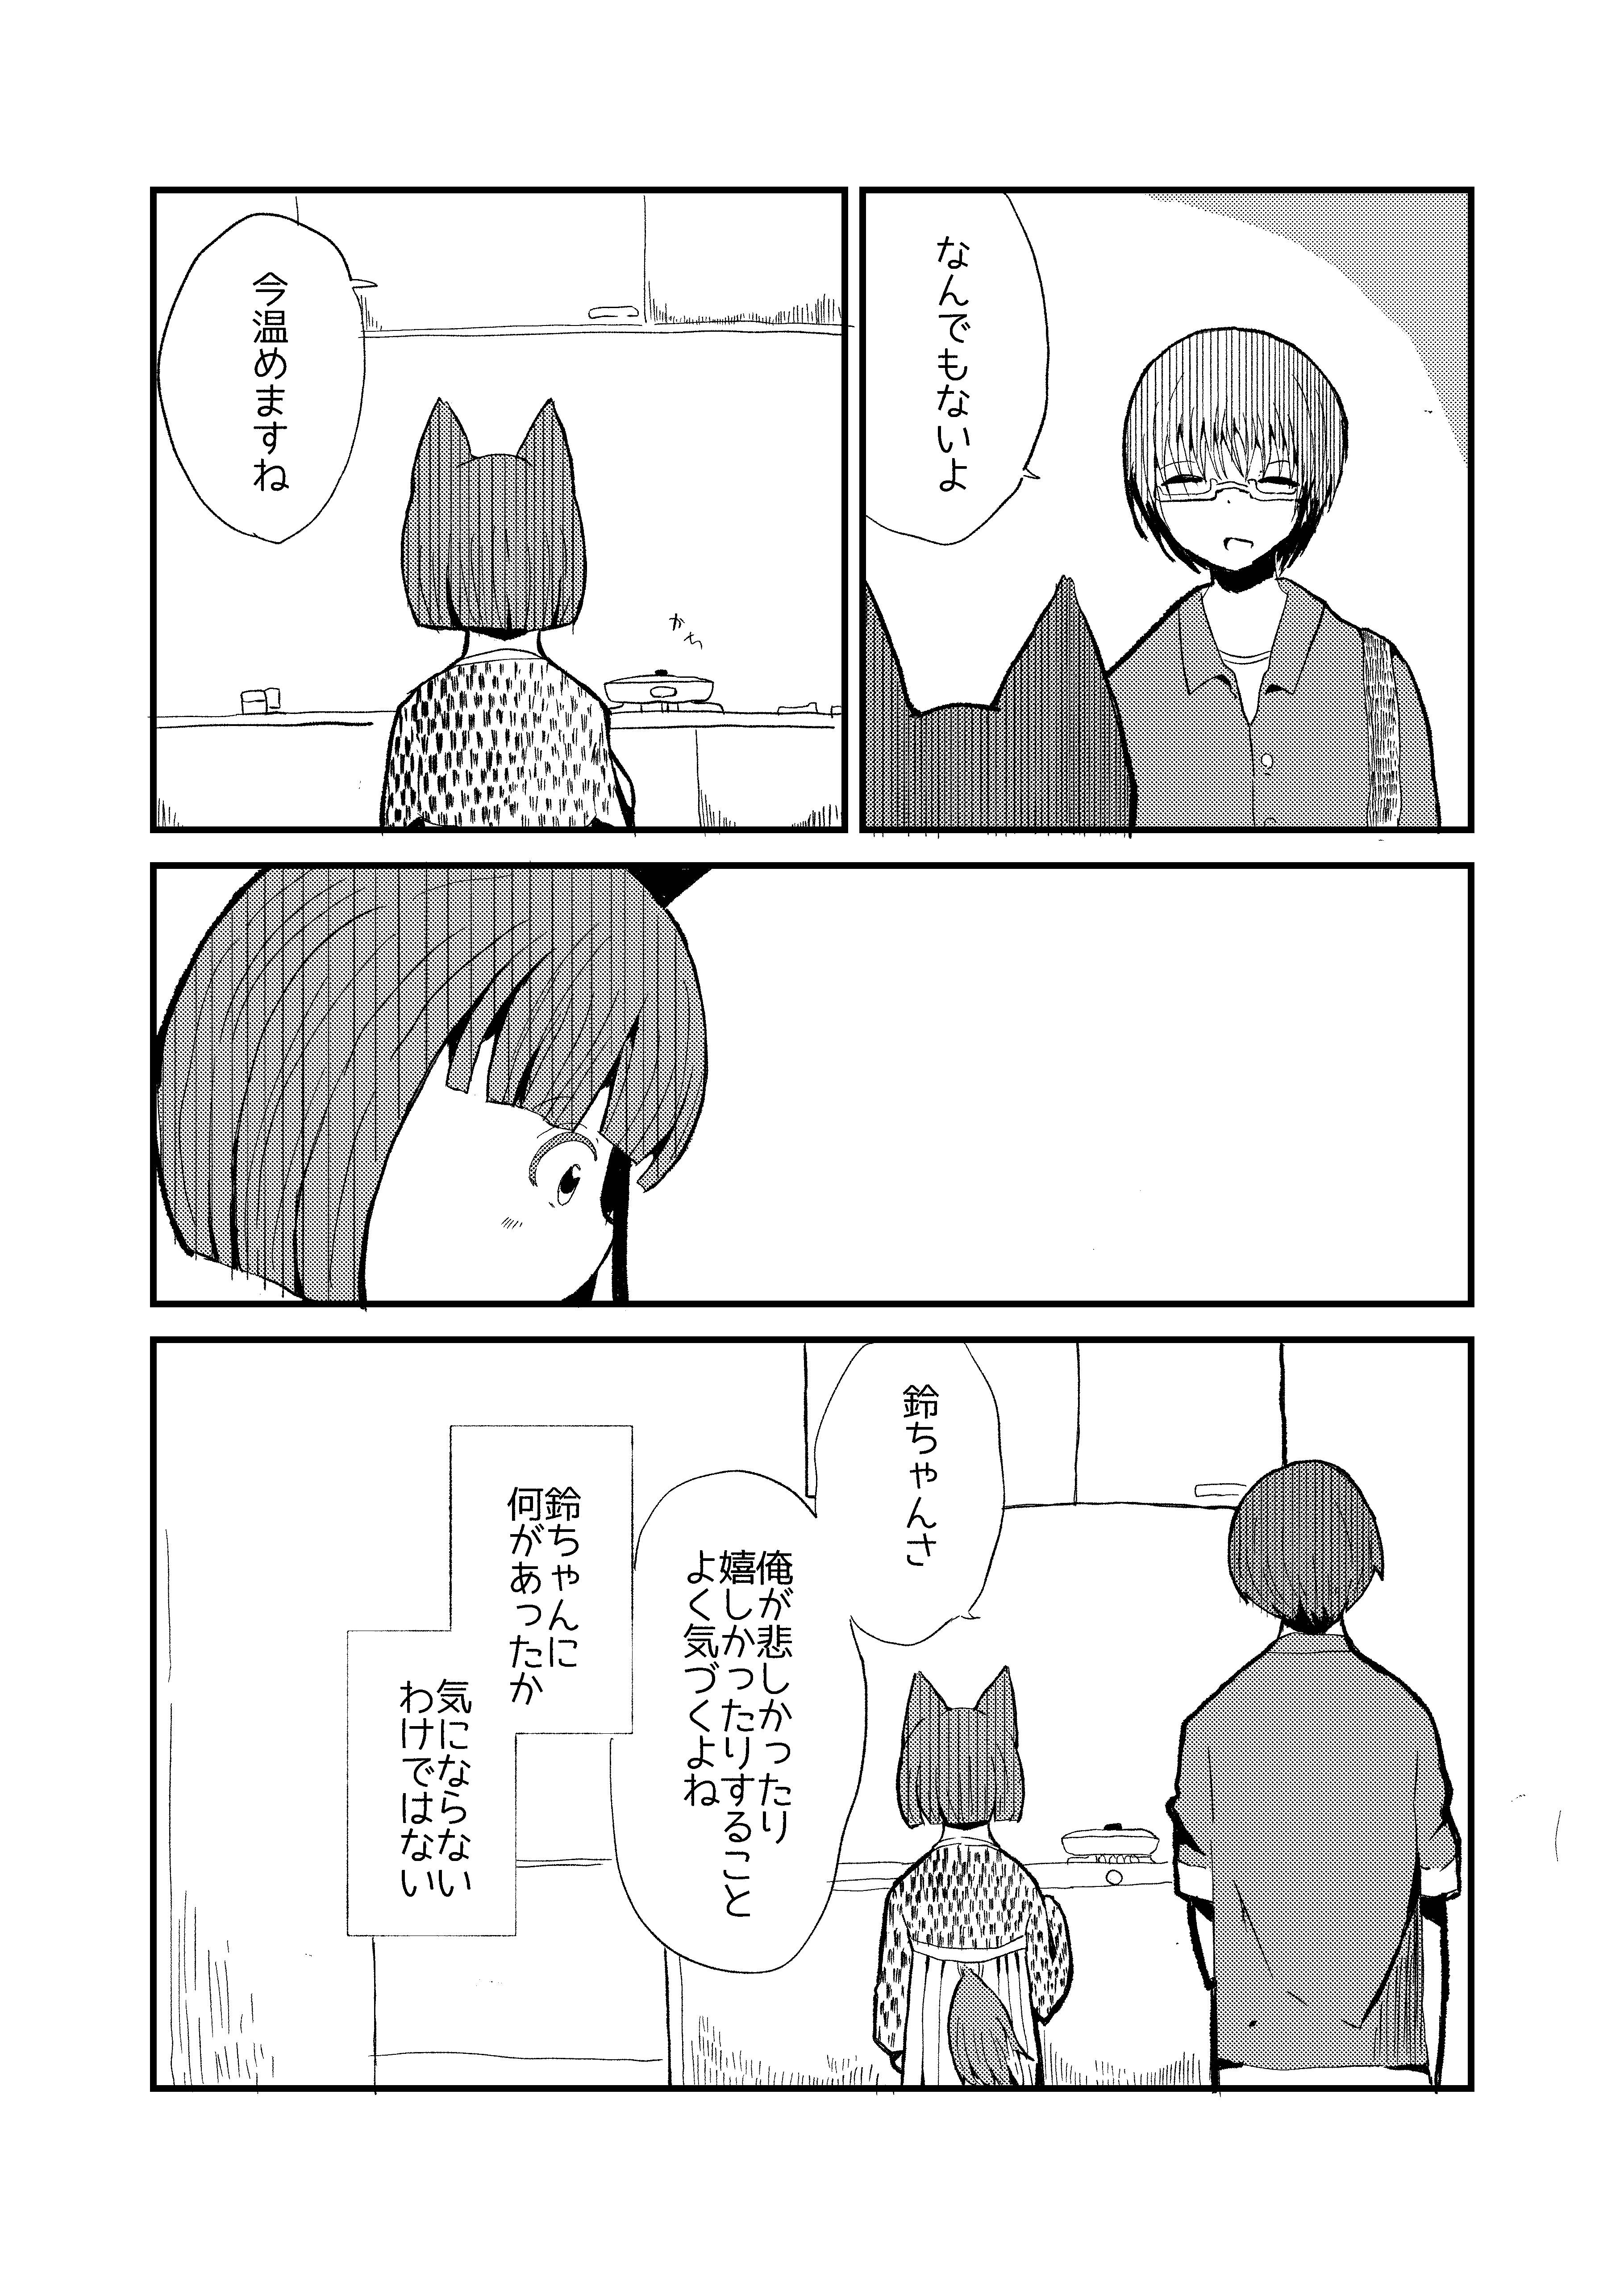 なんでもないよ
今温めますね
かち
鈴ちゃんさ
俺が悲しかったり
嬉しかったりすること
よく気づくよね
鈴ちゃんに
何があったか
気にならない
わけではない